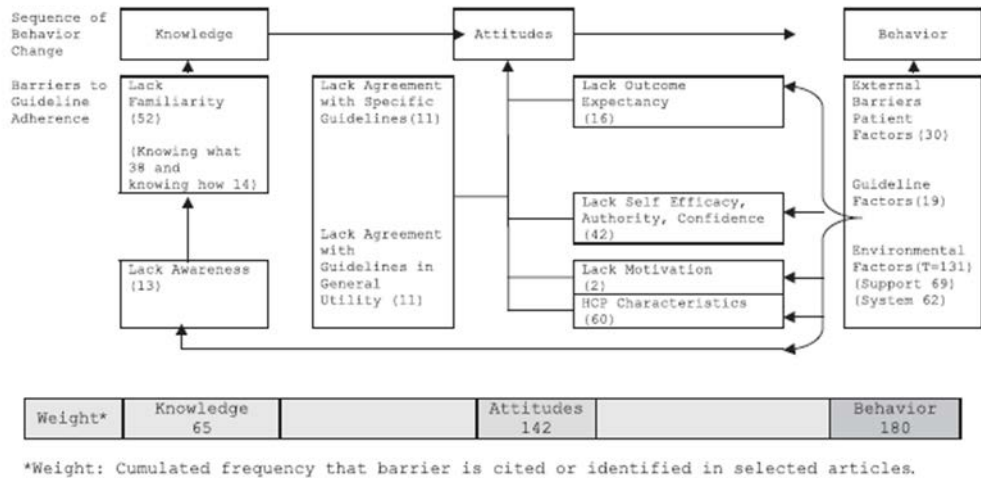 Sequence of
Behavior
Change
Knowledge
Attitudes
Behavior
Barriers to
Guideline
Adherence
Lack
Familiarity
(52)
(Knowing what
38 and
knowing how 14)
Lack Awareness
(13)
Lack Agreement
with Specific
Guidelines(11)
Lack Agreement
with
Guidelines in
General
Utility (11)
Lack Outcome
Expectancy
(16)
Lack Self Efficacy,
Authority, Confidence
(42)
Lack Motivation
(2)
HCP Characteristics
(60)
External
Barriers
Patient
Factors(30)
Guideline
Factors(19)
Environmental
Factors(T=131)
(Support 69)
(System 62)
Weight*
Knowledge
65
Attitudes
142
Behavior
180
*Weight: Cumulated frequency that barrier is cited or identified in selected articles.